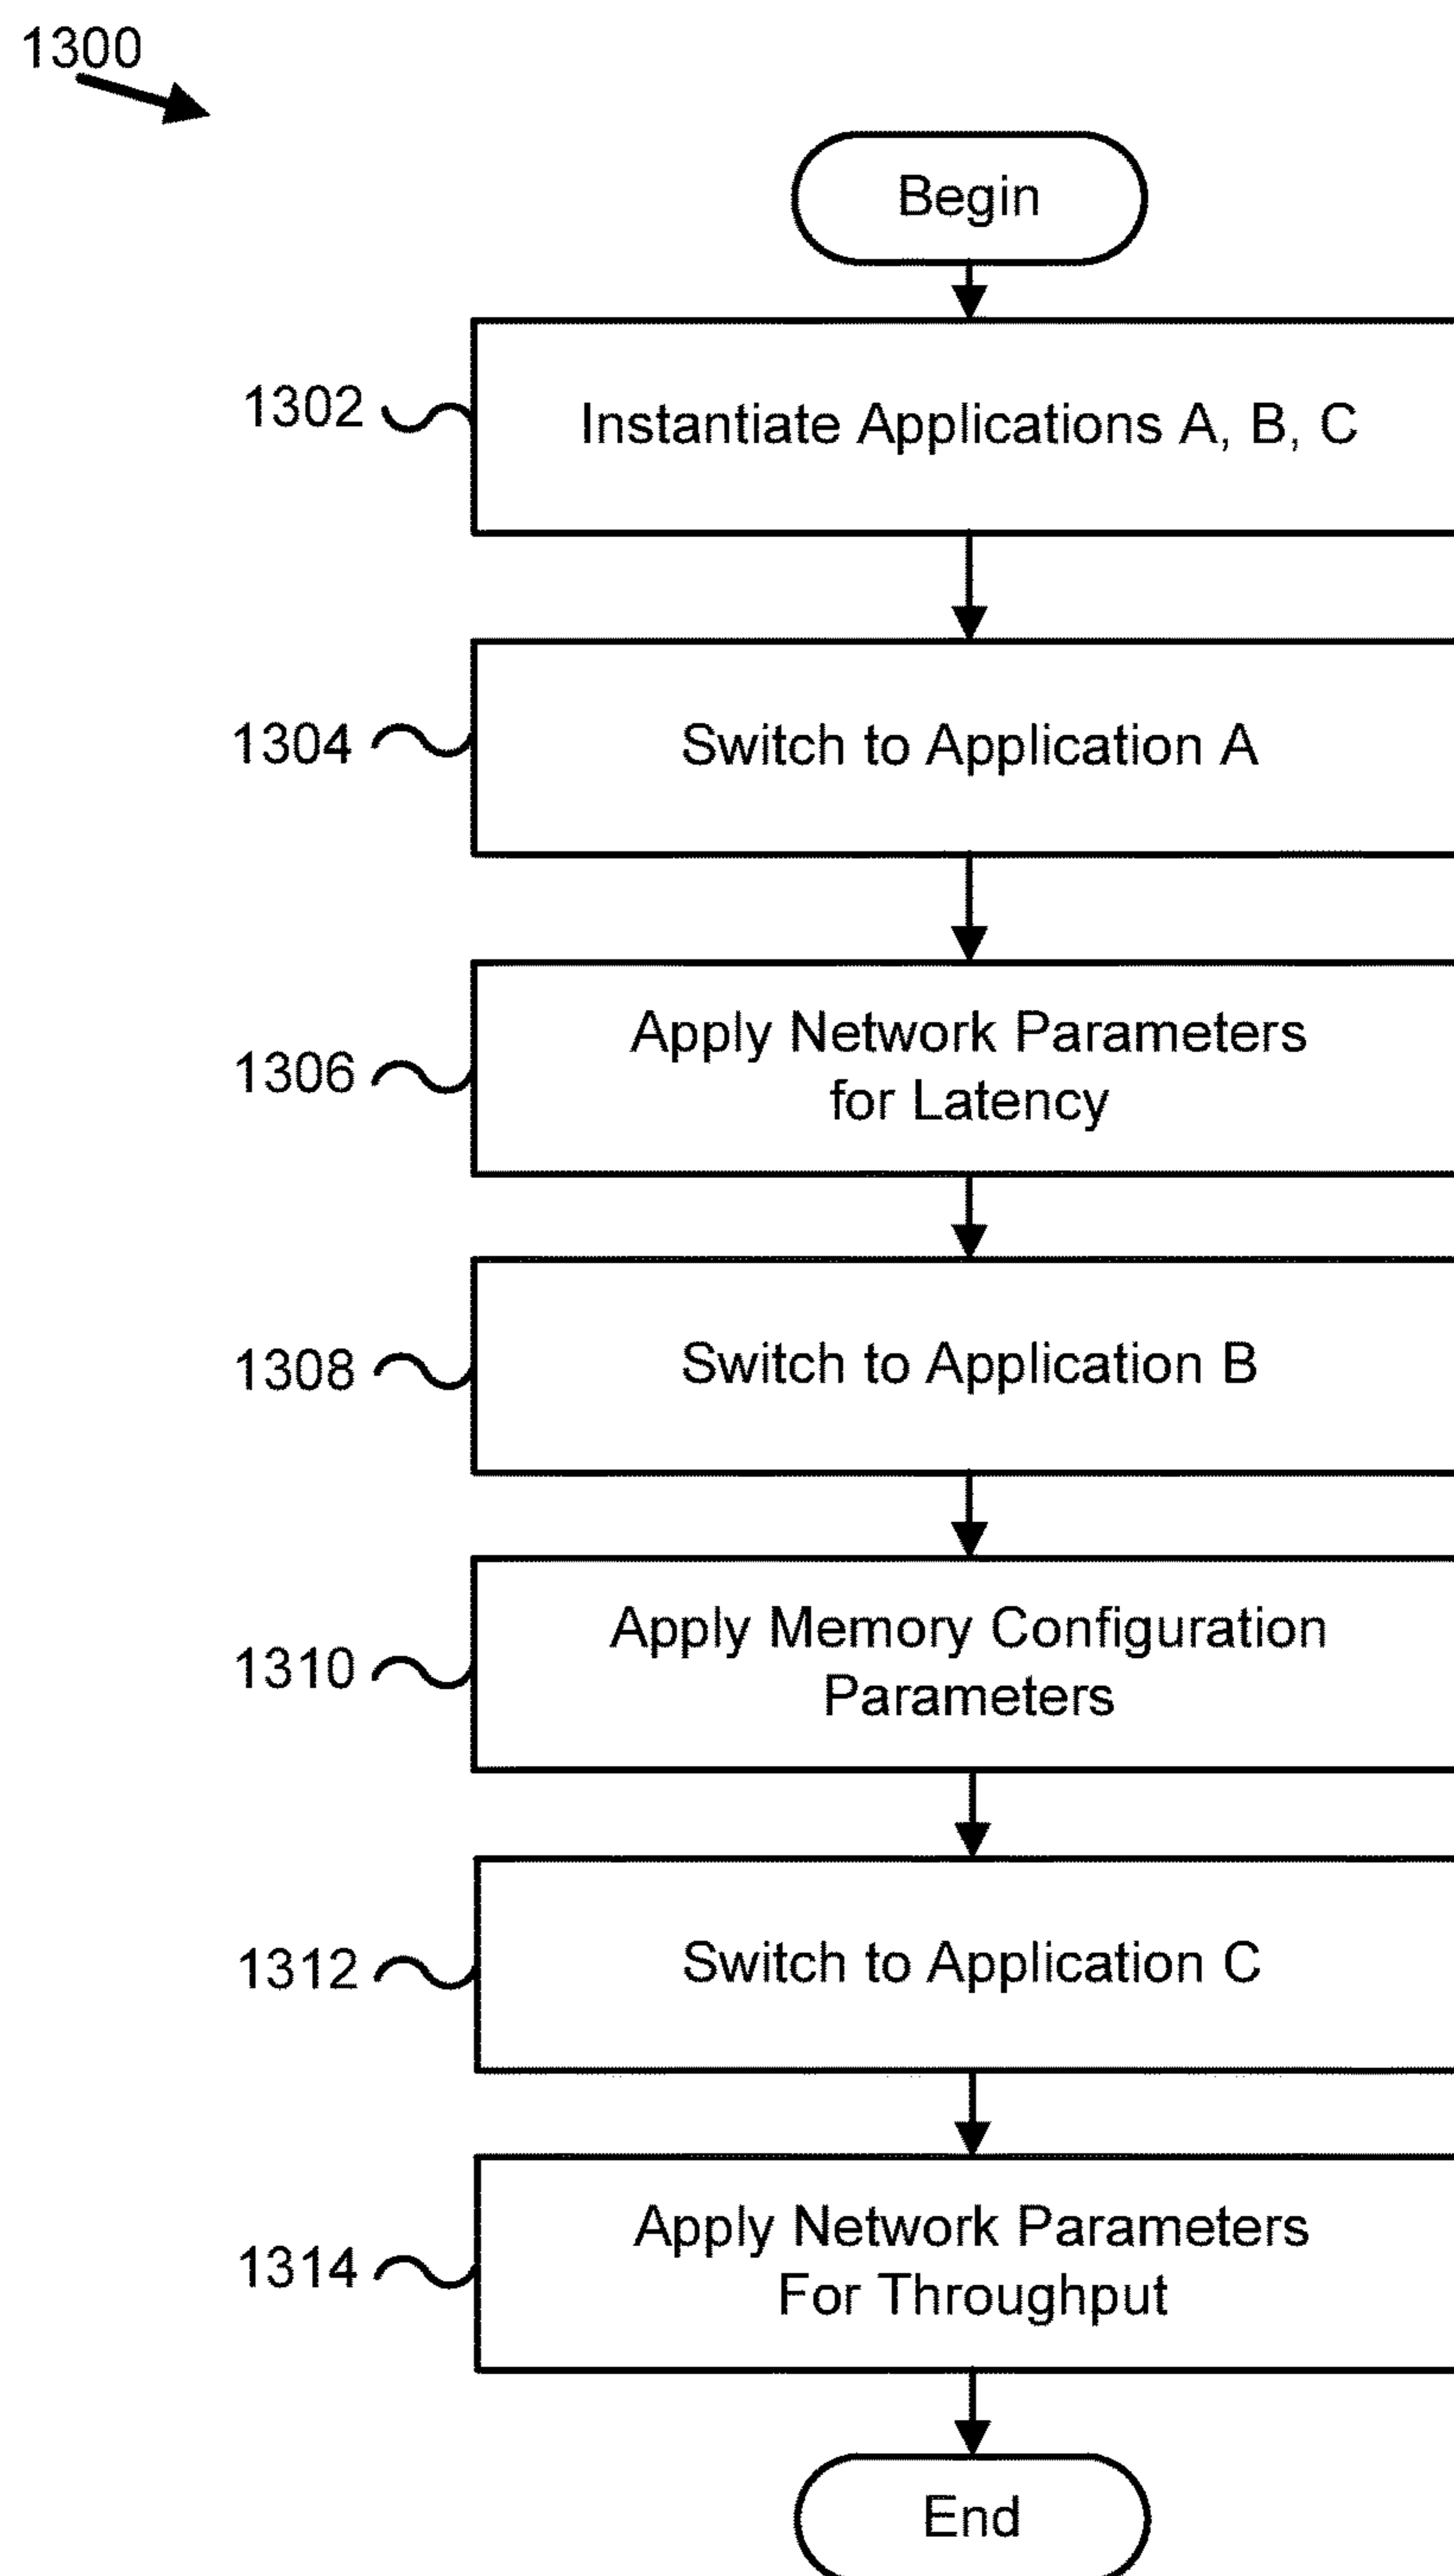 1300
Begin
1302
Instantiate Applications A, B, C
1304
Switch to Application A
1306
Apply Network Parameters
for Latency
1308
Switch to Application B
1310
Apply Memory Configuration
Parameters
1312
Switch to Application C
1314
Apply Network Parameters
For Throughput
End